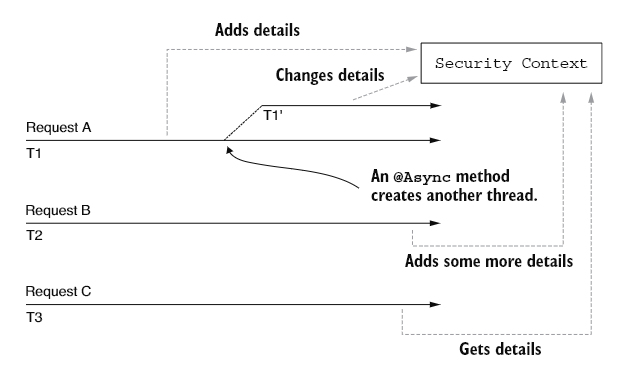 Adds details
Security Context
Changes details
T1'
Request A
T1
An @Async method
creates another thread.
Request B
T2
Adds some more details
Request C
T3
Gets details